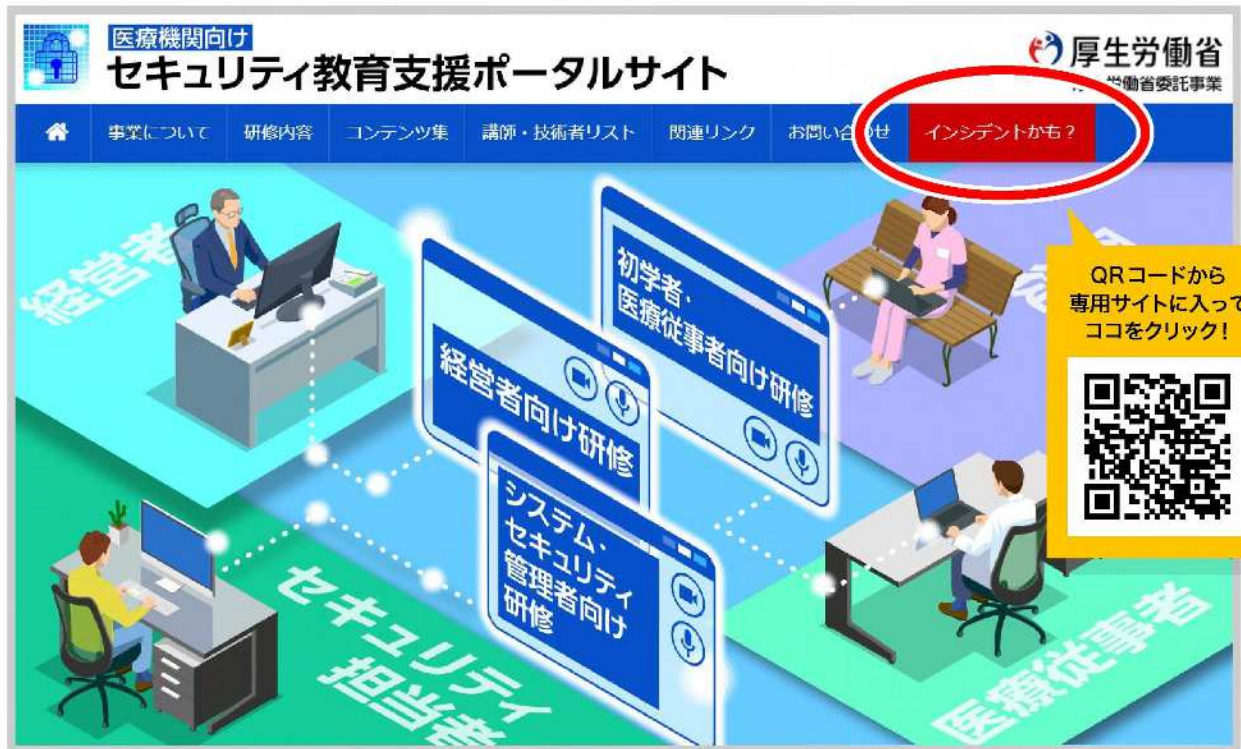 医療機関向け
セキュリティ教育支援ポータルサイト
厚生労働省
労働省委託事業
事業について
研修内容
コンテンツ集
講師・技術者リスト
関連リンク
お問い合わせ
インシデントかも？
経営者
初学者・
医療従事者向け研修
経営者向け研修
システム・
セキュリティ
管理者向け
研修
QRコードから
専用サイトに入って
ココをクリック！
セキュリティ
担当者
医療従事者